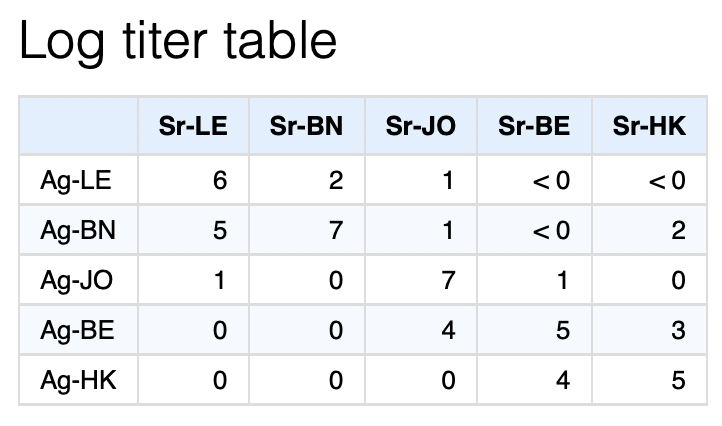 Log titer table
Sr-LE Sr-BN Sr-JO Sr-BE Sr-HK
Ag-LE 6 2 1 < 0 < 0
Ag-BN 5 7 1 < 0 2
Ag-JO 1 0 7 1 0
Ag-BE 0 0 4 5 3
Ag-HK 0 0 0 4 5